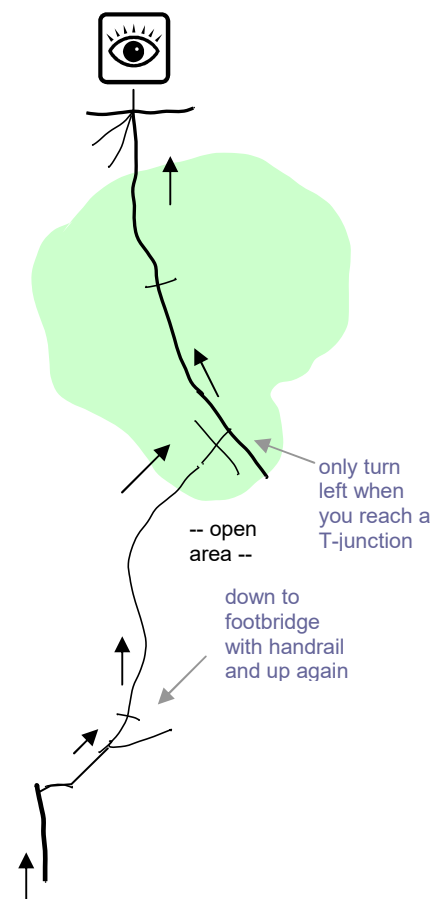 only turn
left when
you reach a
T-junction
-- open
area --
down to
footbridge
with handrail
and up again